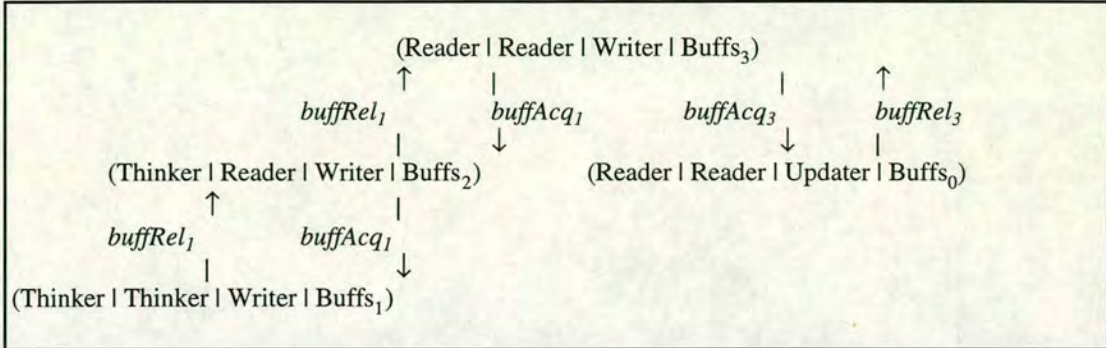 (Reader | Reader | Writer | Buffs₃)
buffRel₁ buffAcq₁ buffAcq₃ buffRel₃
(Thinker | Reader | Writer | Buffs₂) (Reader | Reader | Updater | Buffs₀)
buffRel₁ buffAcq₁
(Thinker | Thinker | Writer | Buffs₁)